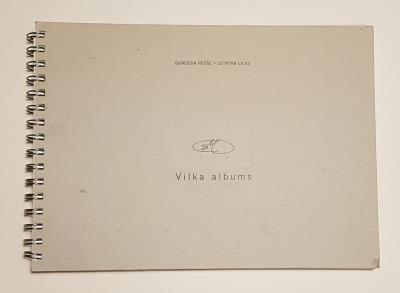 GUNDEGA REPŠE • DZINTRA VILKS
Vilka albums